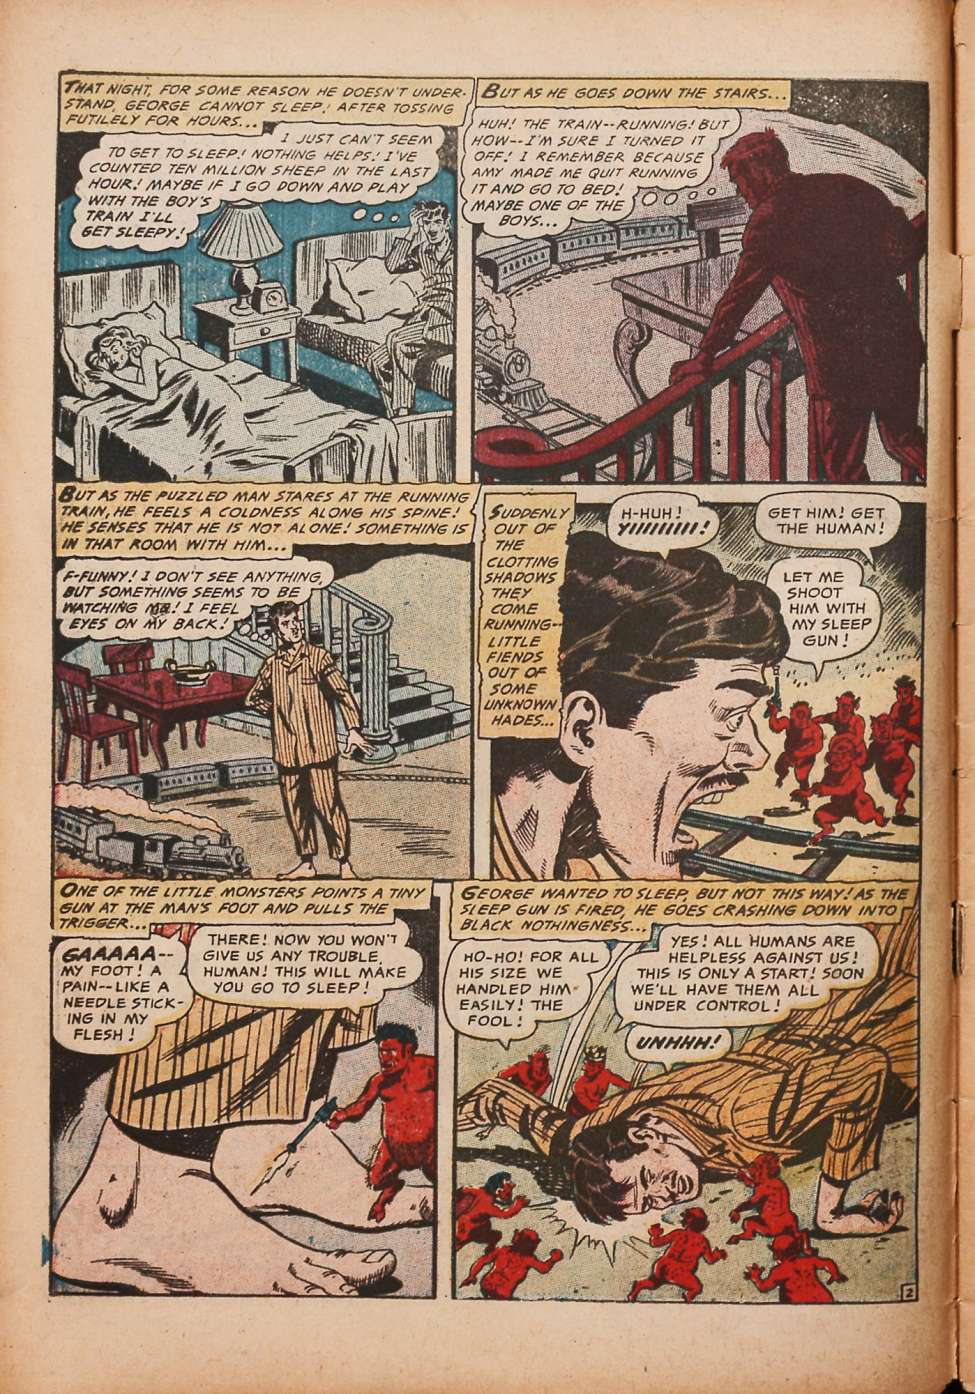 THAT NIGHT, FOR SOME REASON HE DOESN'T UNDER-
STAND, GEORGE CANNOT SLEEP! AFTER TOSSING
FUTILELY FOR HOURS...
I JUST CAN'T SEEM
TO GET TO SLEEP! NOTHING HELPS! I'VE
COUNTED TEN MILLION SHEEP IN THE LAST
HOUR! MAYBE IF I GO DOWN AND PLAY
WITH THE BOY'S
TRAIN I'LL
GET SLEEPY!
BUT AS HE GOES DOWN THE STAIRS...
HUH! THE TRAIN--RUNNING! BUT
HOW--I'M SURE I TURNED IT
OFF! I REMEMBER BECAUSE
AMY MADE ME QUIT RUNNING
IT AND GO TO BED!
MAYBE ONE OF THE
BOYS...
BUT AS THE PUZZLED MAN STARES AT THE RUNNING
TRAIN, HE FEELS A COLDNESS ALONG HIS SPINE!
HE SENSES THAT HE IS NOT ALONE! SOMETHING IS
IN THAT ROOM WITH HIM...
F-FUNNY! I DON'T SEE ANYTHING,
BUT SOMETHING SEEMS TO BE
WATCHING ME! I FEEL
EYES ON MY BACK!
SUDDENLY
OUT OF
THE
CLOTTING
SHADOWS
THEY
COME
RUNNING--
LITTLE
FIENDS
OUT OF
SOME
UNKNOWN
HADES...
H-HUH!
YIIIIIIIII!
GET HIM! GET
THE HUMAN!
LET ME
SHOOT
HIM WITH
MY SLEEP
GUN!
ONE OF THE LITTLE MONSTERS POINTS A TINY
GUN AT THE MAN'S FOOT AND PULLS THE
TRIGGER...
GAAAAA--
MY FOOT! A
PAIN--LIKE A
NEEDLE STICK-
ING IN MY
FLESH!
THERE! NOW YOU WON'T
GIVE US ANY TROUBLE,
HUMAN! THIS WILL MAKE
YOU GO TO SLEEP!
GEORGE WANTED TO SLEEP, BUT NOT THIS WAY! AS THE
SLEEP GUN IS FIRED, HE GOES CRASHING DOWN INTO
BLACK NOTHINGNESS...
HO-HO! FOR ALL
HIS SIZE WE
HANDLED HIM
EASILY! THE
FOOL!
YES! ALL HUMANS ARE
HELPLESS AGAINST US!
THIS IS ONLY A START! SOON
WE'LL HAVE THEM ALL
UNDER CONTROL!
UNHHH!
2